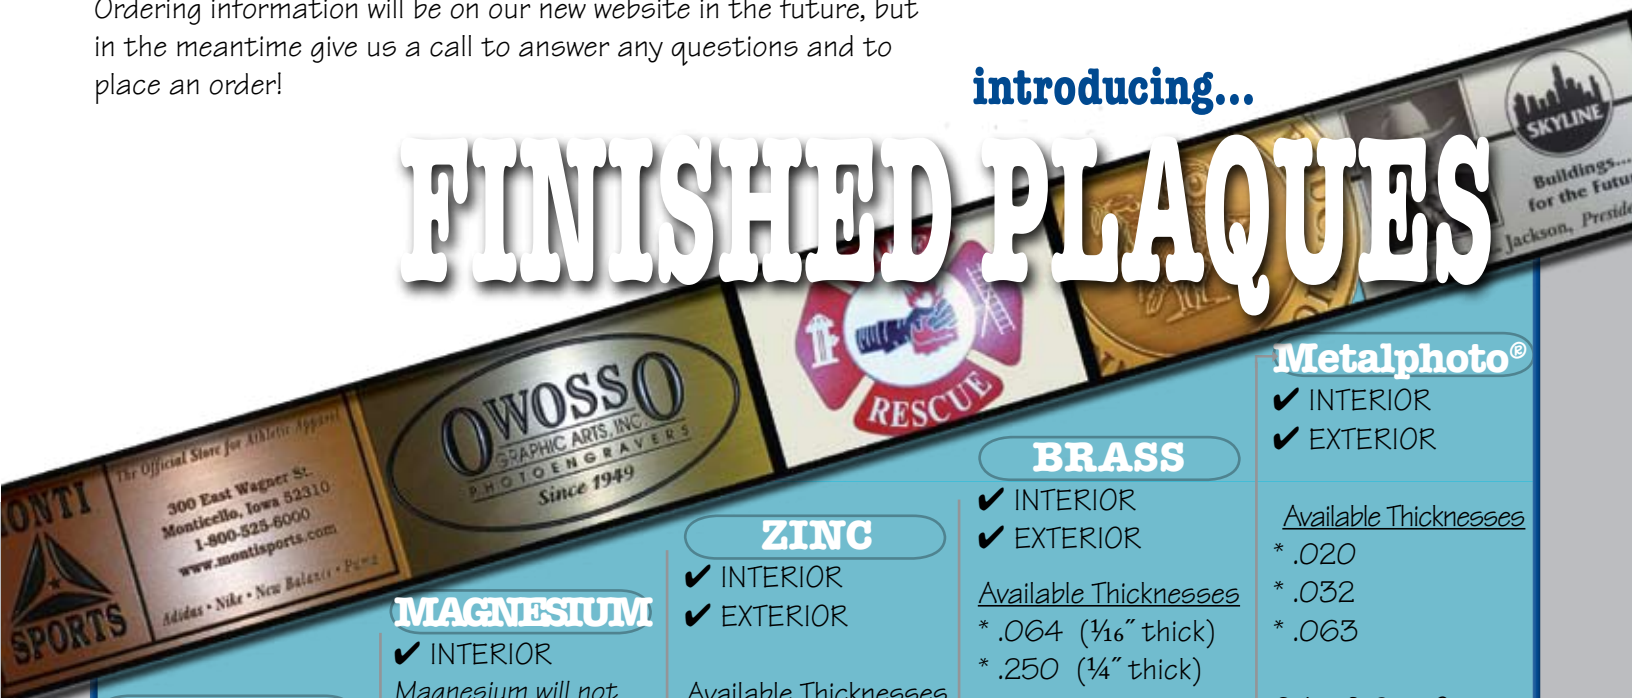 Ordering information will be on our new website in the future, but
in the meantime give us a call to answer any questions and to
place an order!
introducing...
FINISHED PLAQUES
SKYLINE
Buildings...
for the
Jackson,
RESCUE
OWOSSO
GRAPHIC ARTS, INC.
PHOTOENGRAVERS
Since 1949
The Official Store for Athletic Apparel
300 East Wagner St.
Monticello, Iowa 52310
1-800-525-6000
www.montisports.com
Adidas • Nike • New Balance • Puma
SPORTS
Metalphoto®
✔ INTERIOR
✔ EXTERIOR
Available Thicknesses
* .020
* .032
* .063
BRASS
✔ INTERIOR
✔ EXTERIOR
Available Thicknesses
* .064 (1/16″ thick)
* .250 (¼″ thick)
ZINC
✔ INTERIOR
✔ EXTERIOR
Available Thicknesses
MAGNESIUM
✔ INTERIOR
Magnesium will not